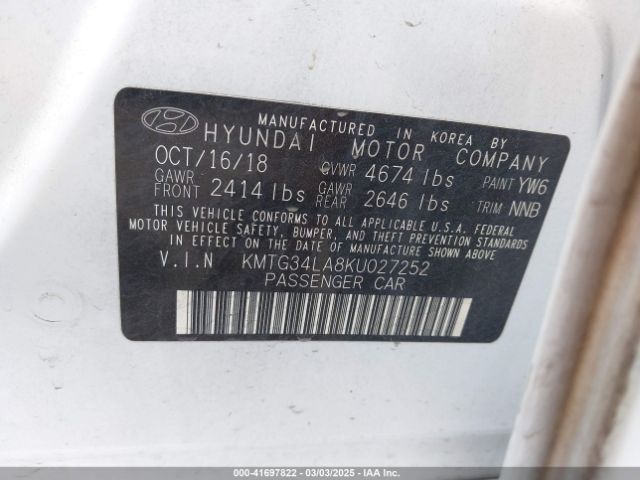 MANUFACTURED IN KOREA BY
HYUNDAI MOTOR COMPANY
OCT/16/18 GVWR 4674 lbs PAINT YW6
GAWR FRONT 2414 lbs GAWR REAR 2646 lbs TRIM NNB
THIS VEHICLE CONFORMS TO ALL APPLICABLE U.S.A. FEDERAL
MOTOR VEHICLE SAFETY, BUMPER, AND THEFT PREVENTION STANDARDS
IN EFFECT ON THE DATE OF MANUFACTURE SHOWN ABOVE
V.I.N KMTG34LA8KU027252
PASSENGER CAR
000-41697822 - 03/03/2025 - IAAI.COM